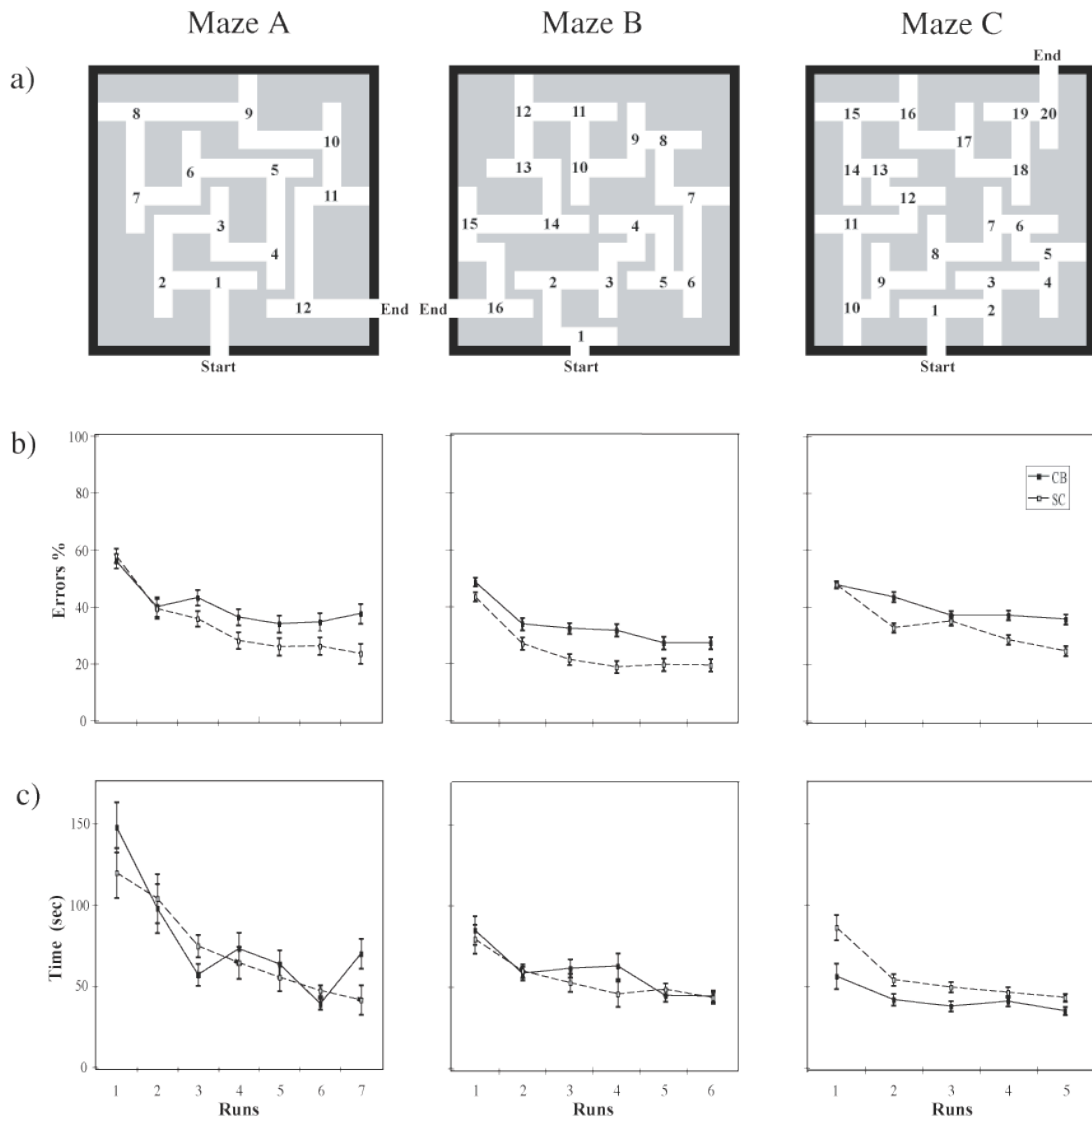 Maze A Maze B Maze C
End
a)
8 9 12 11 15 16 19 20
10 9 8 17
6 5 13 10 14 13 18
7 11 7 12
3 15 14 4 11 7 6
4 8 5
2 1 2 3 5 6 9 3 4
12 End End 16 10 1 2
1
Start Start Start
b)
100
80
60
40
20
0
Errors %
CB
SC
c)
150
100
50
0
Time (sec)
1 2 3 4 5 6 7 1 2 3 4 5 6 1 2 3 4 5
Runs Runs Runs